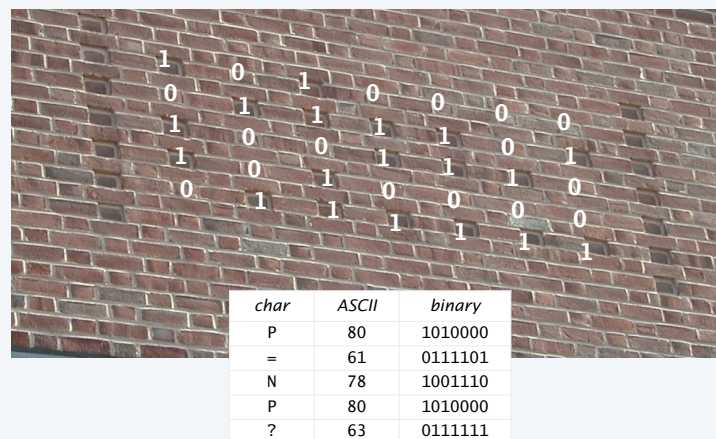 1 0 1 0 0 0 0
0 1 1 1 1 0 1
1 0 0 1 1 1 0
1 0 1 0 0 0 0
0 1 1 1 1 1 1
char ASCII binary
P 80 1010000
= 61 0111101
N 78 1001110
P 80 1010000
? 63 0111111